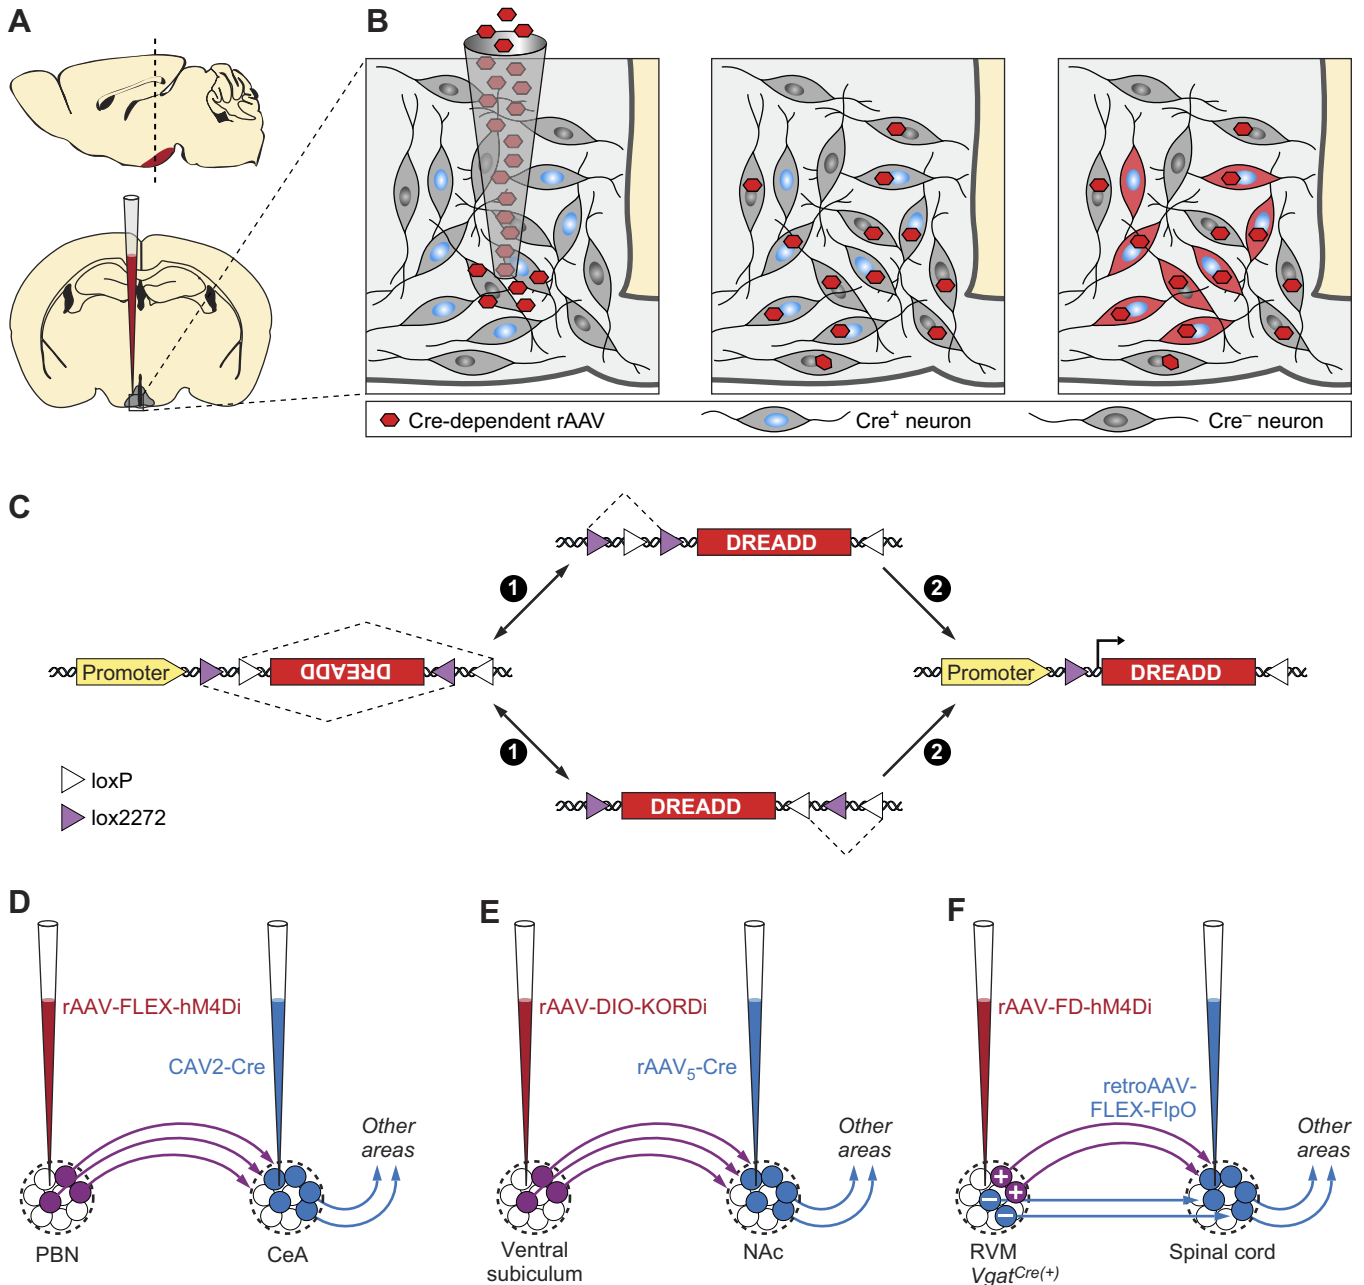 A
B
Cre-dependent rAAV
Cre+ neuron
Cre– neuron
C
DREADD
1
2
Promoter
DREADD
Promoter
DREADD
1
2
loxP
lox2272
DREADD
D
rAAV-FLEX-hM4Di
CAV2-Cre
Other
areas
PBN
CeA
E
rAAV-DIO-KORDi
rAAV5-Cre
Other
areas
Ventral
subiculum
NAc
F
rAAV-FD-hM4Di
retroAAV-
FLEX-FlpO
Other
areas
+
+
–
–
RVM
VgatCre(+)
Spinal cord